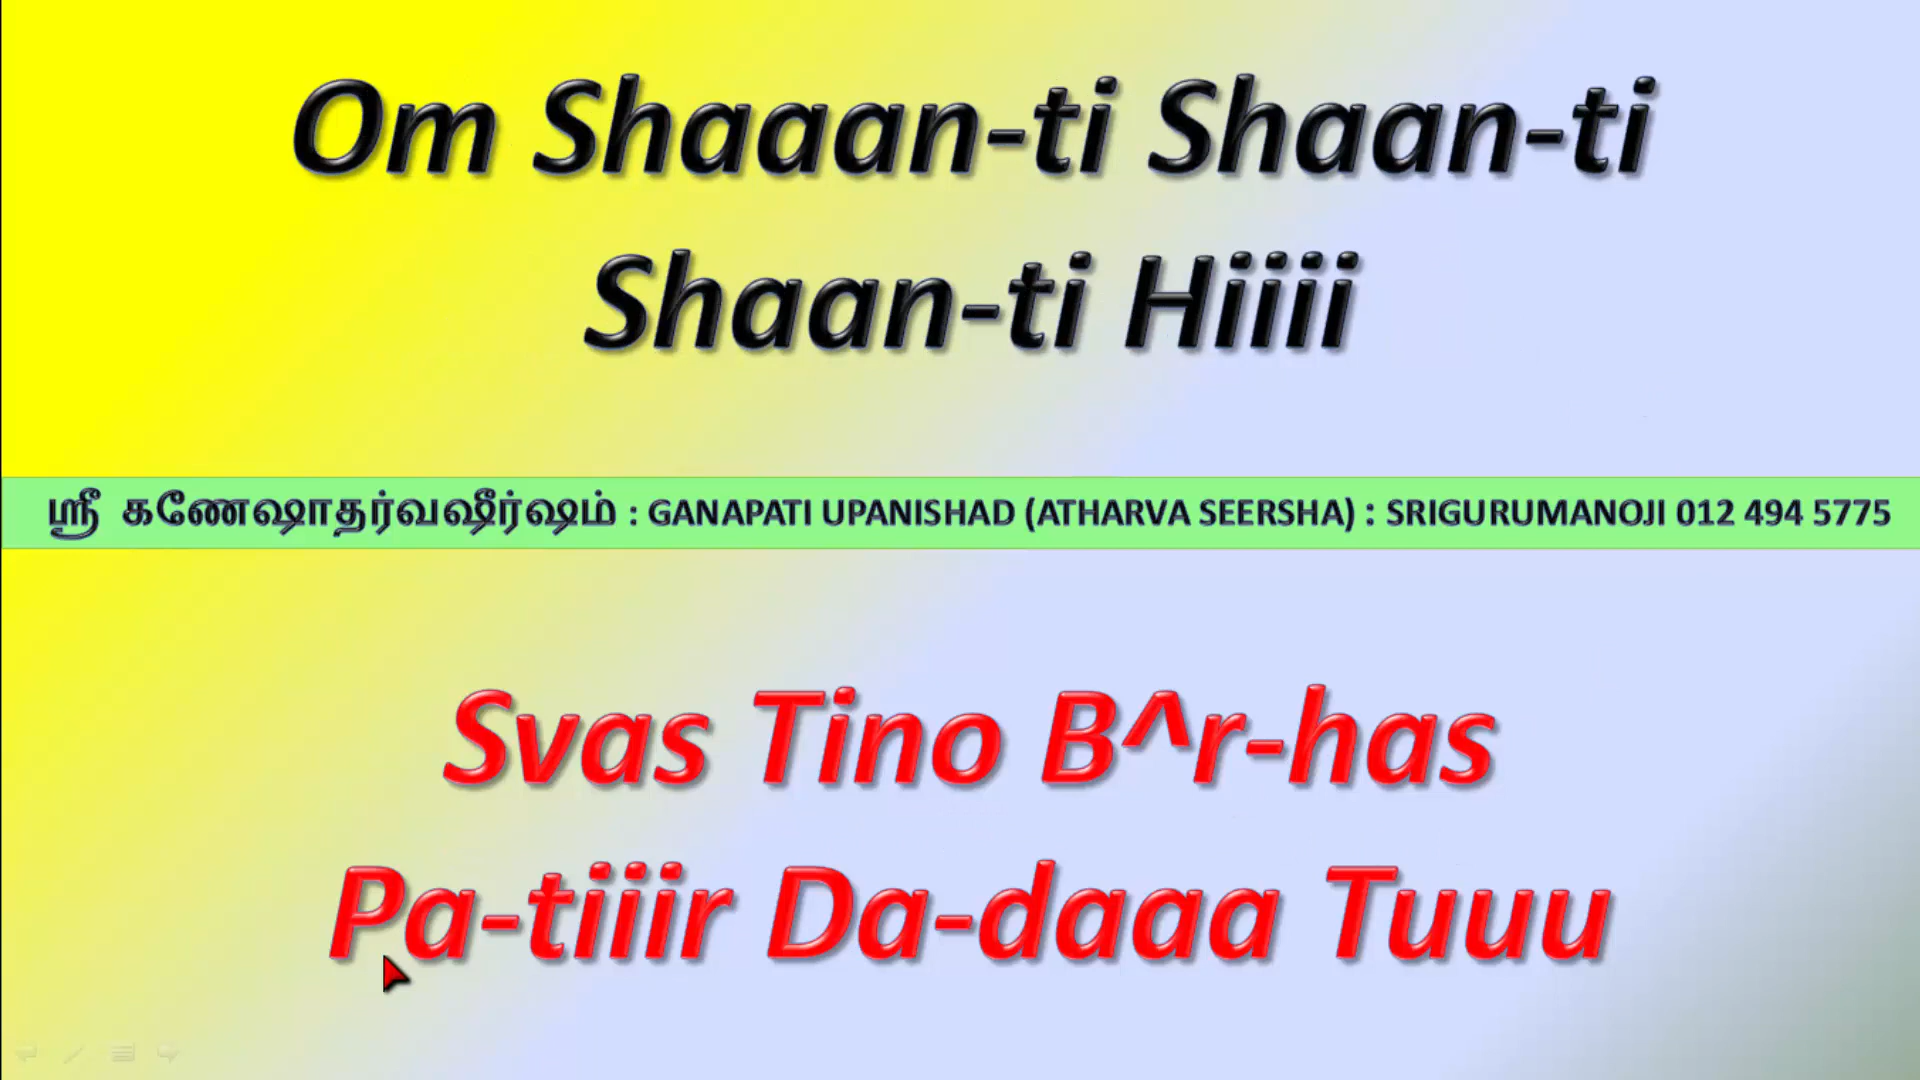 Om Shaaan-ti Shaan-ti
Shaan-ti Hiiii
ஸ்ரீ கணேஷாதர்வஷீர்ஷம் : GANAPATI UPANISHAD (ATHARVA SEERSHA) : SRIGURUMANOJI 012 494 5775
Svas Tino B^r-has
Pa-tiiir Da-daaa Tuuu